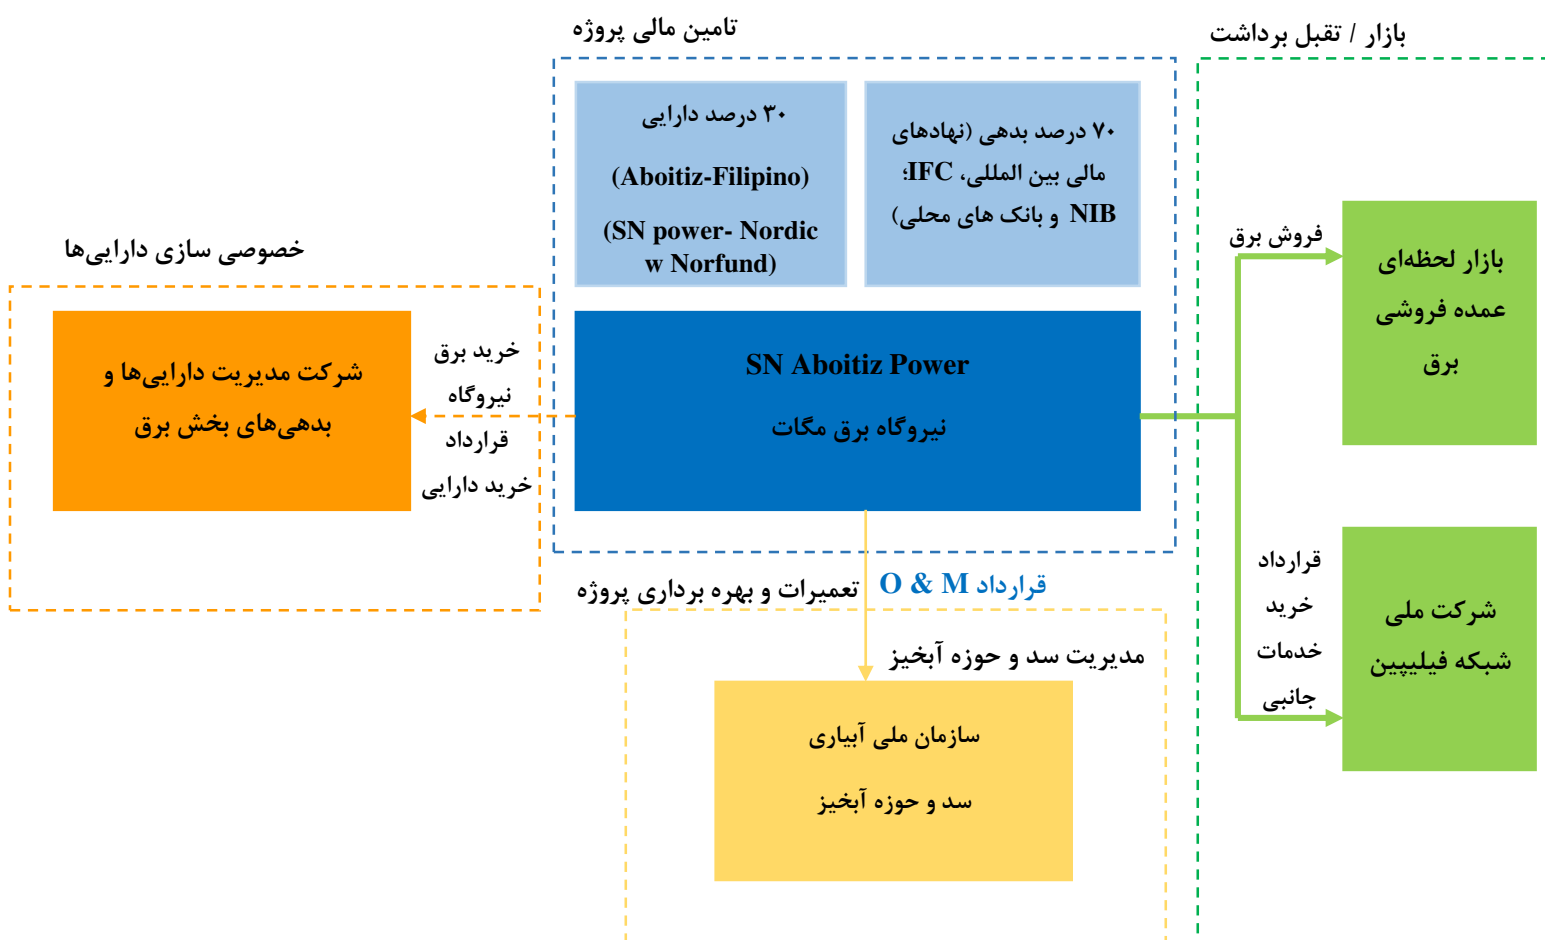 تامین مالی پروژه
بازار / تقبل برداشت
۳۰ درصد دارایی
(Aboitiz-Filipino)
(SN power- Nordic
w Norfund)
۷۰ درصد بدهی (نهادهای
مالی بین المللی، IFC؛
NIB و بانک های محلی)
خصوصی سازی دارایی‌ها
شرکت مدیریت دارایی‌ها و
بدهی‌های بخش برق
خرید برق
نیروگاه
قرارداد
خرید دارایی
SN Aboitiz Power
نیروگاه برق مگات
فروش برق
بازار لحظه‌ای
عمده فروشی
برق
قرارداد
خرید
خدمات
جانبی
شرکت ملی
شبکه فیلیپین
قرارداد O & M
تعمیرات و بهره برداری پروژه
مدیریت سد و حوزه آبخیز
سازمان ملی آبیاری
سد و حوزه آبخیز